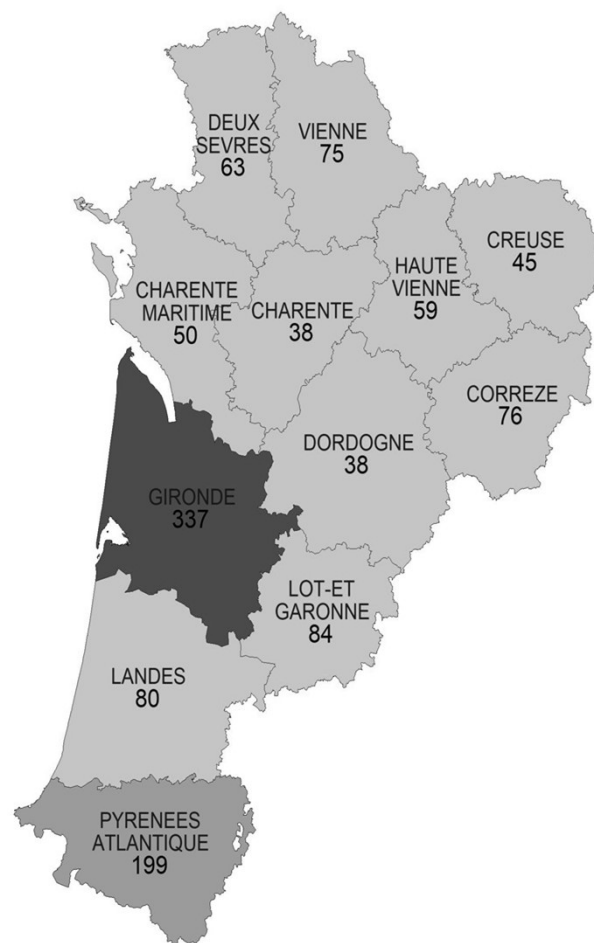 DEUX
SEVRES
63
VIENNE
75
CREUSE
45
HAUTE
VIENNE
59
CHARENTE
MARITIME
50
CHARENTE
38
CORREZE
76
DORDOGNE
38
GIRONDE
337
LOT-ET
GARONNE
84
LANDES
80
PYRENEES
ATLANTIQUE
199